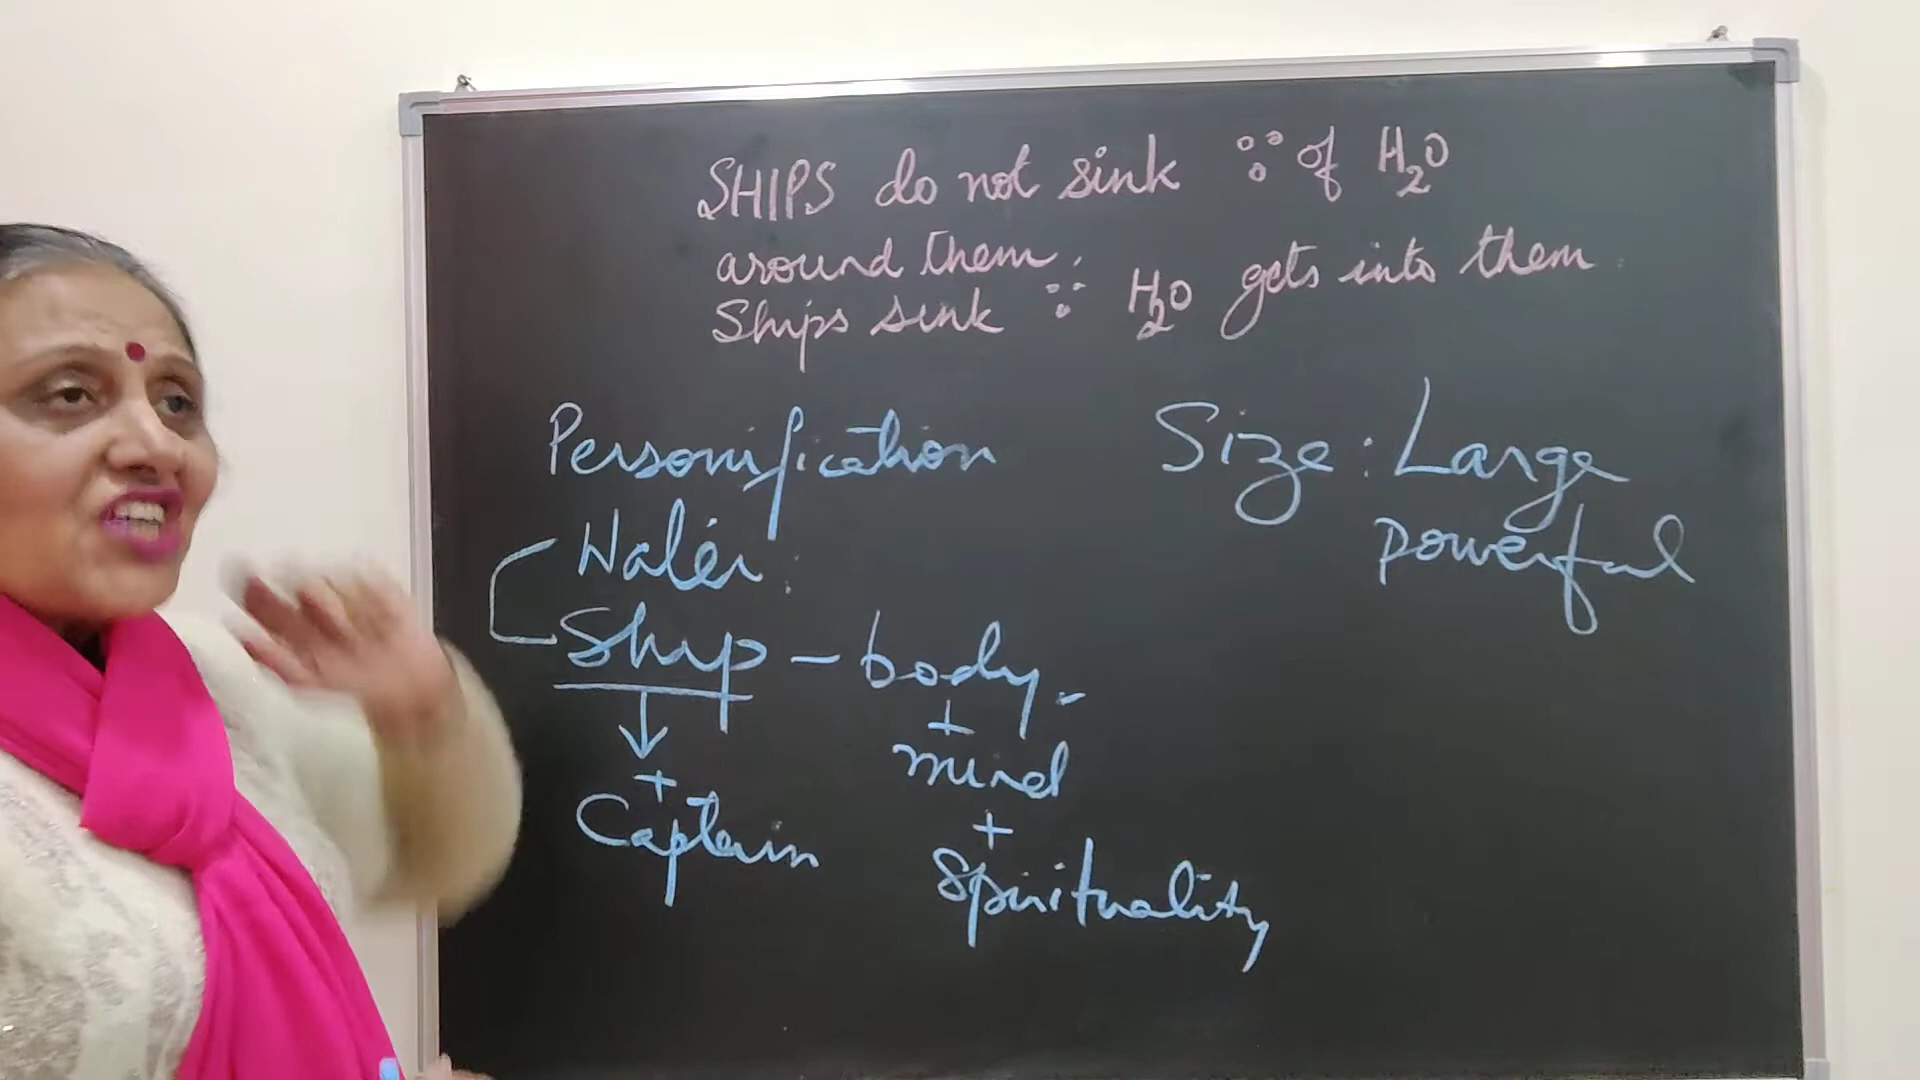 SHIPS do not sink ∵ of H₂O
around them.
Ships sink ∵ H₂O gets into them
Personification
Water
Ship - body.
+
mind
+
Spirituality
↓
+
Captain
Size: Large
powerful